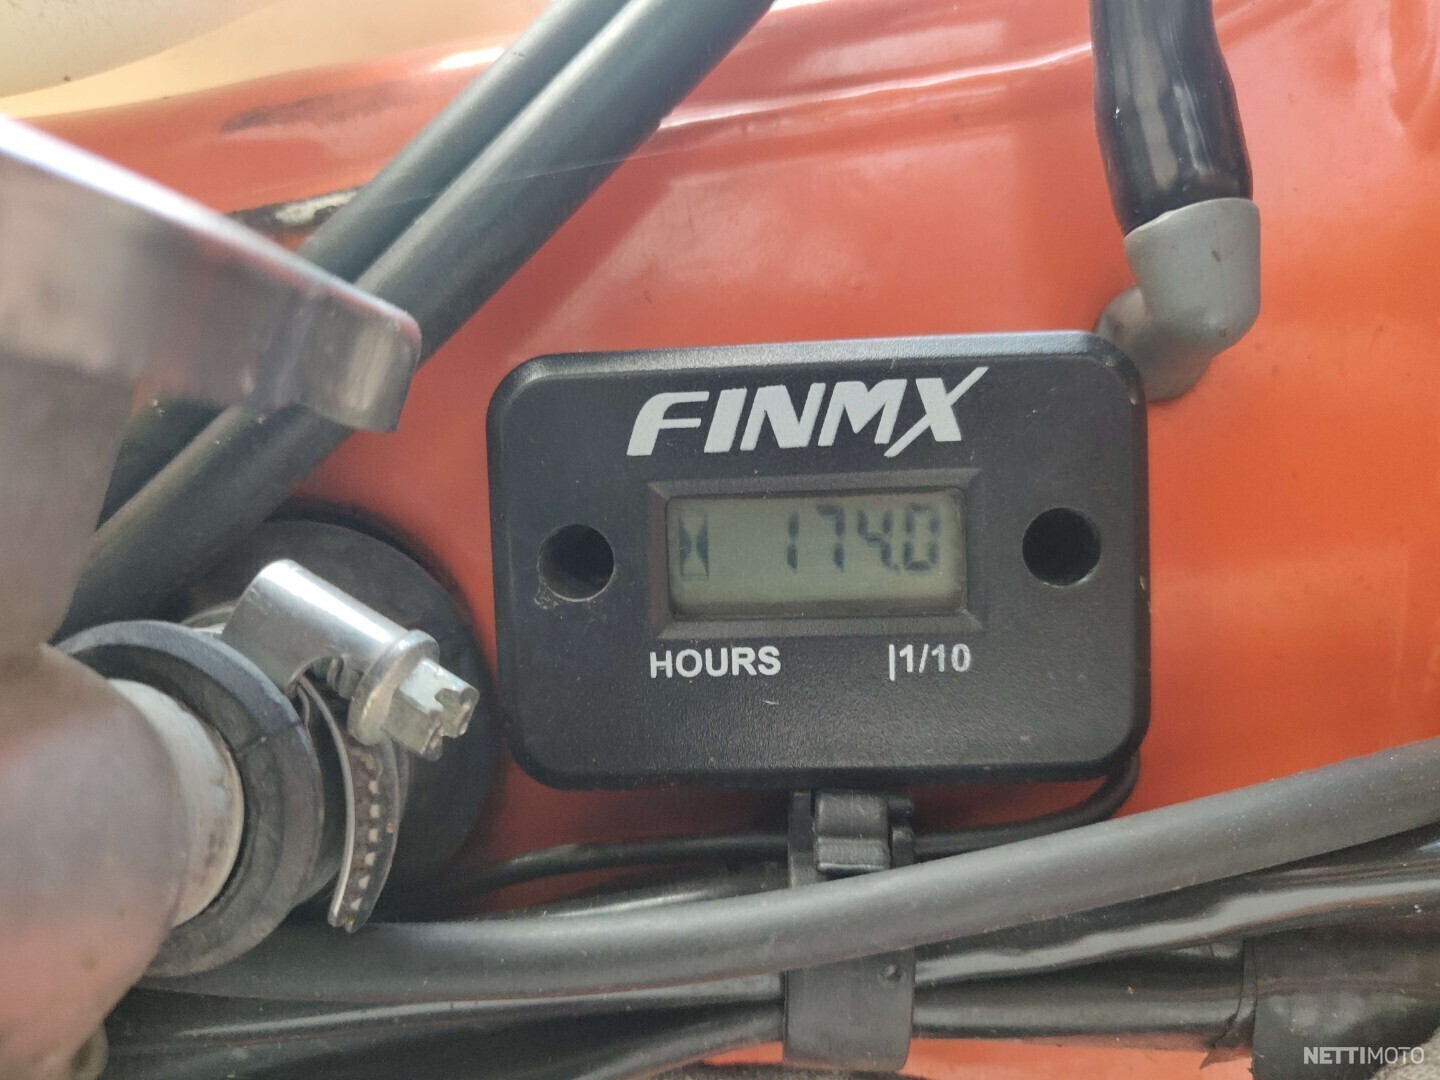 FINMX
174.0
HOURS |1/10
NETTIMOTO